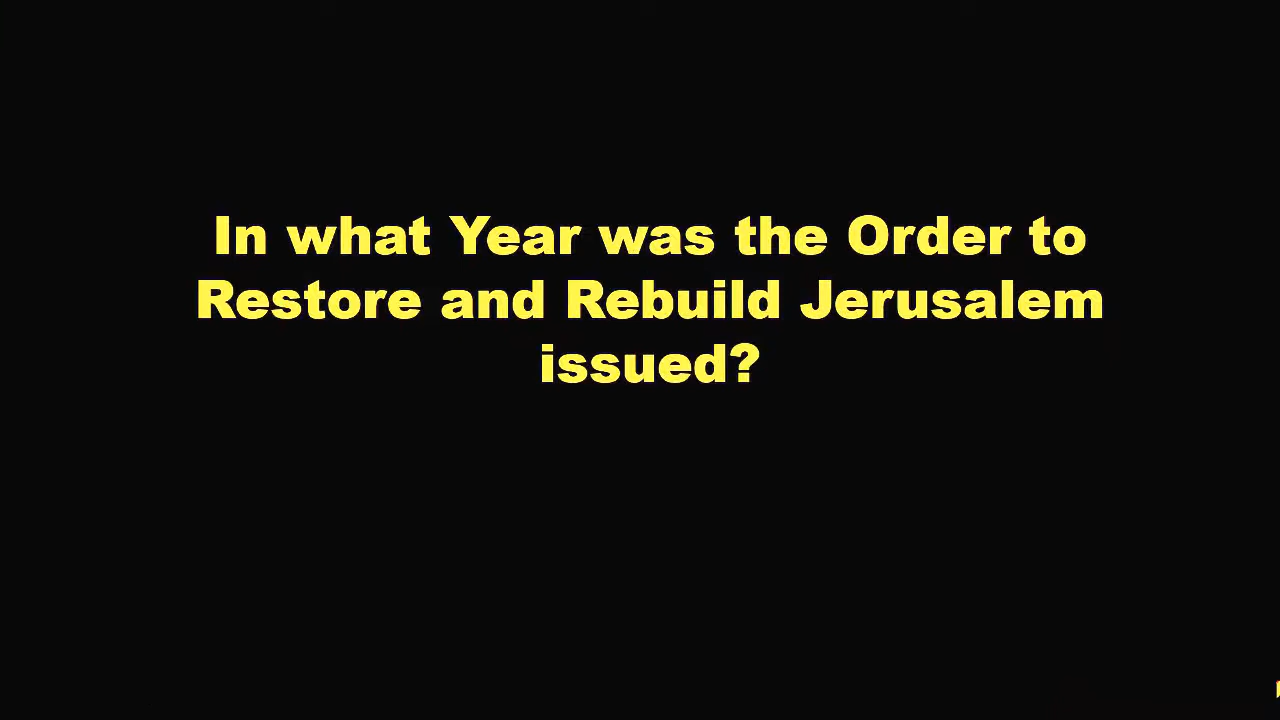 In what Year was the Order to
Restore and Rebuild Jerusalem
issued?